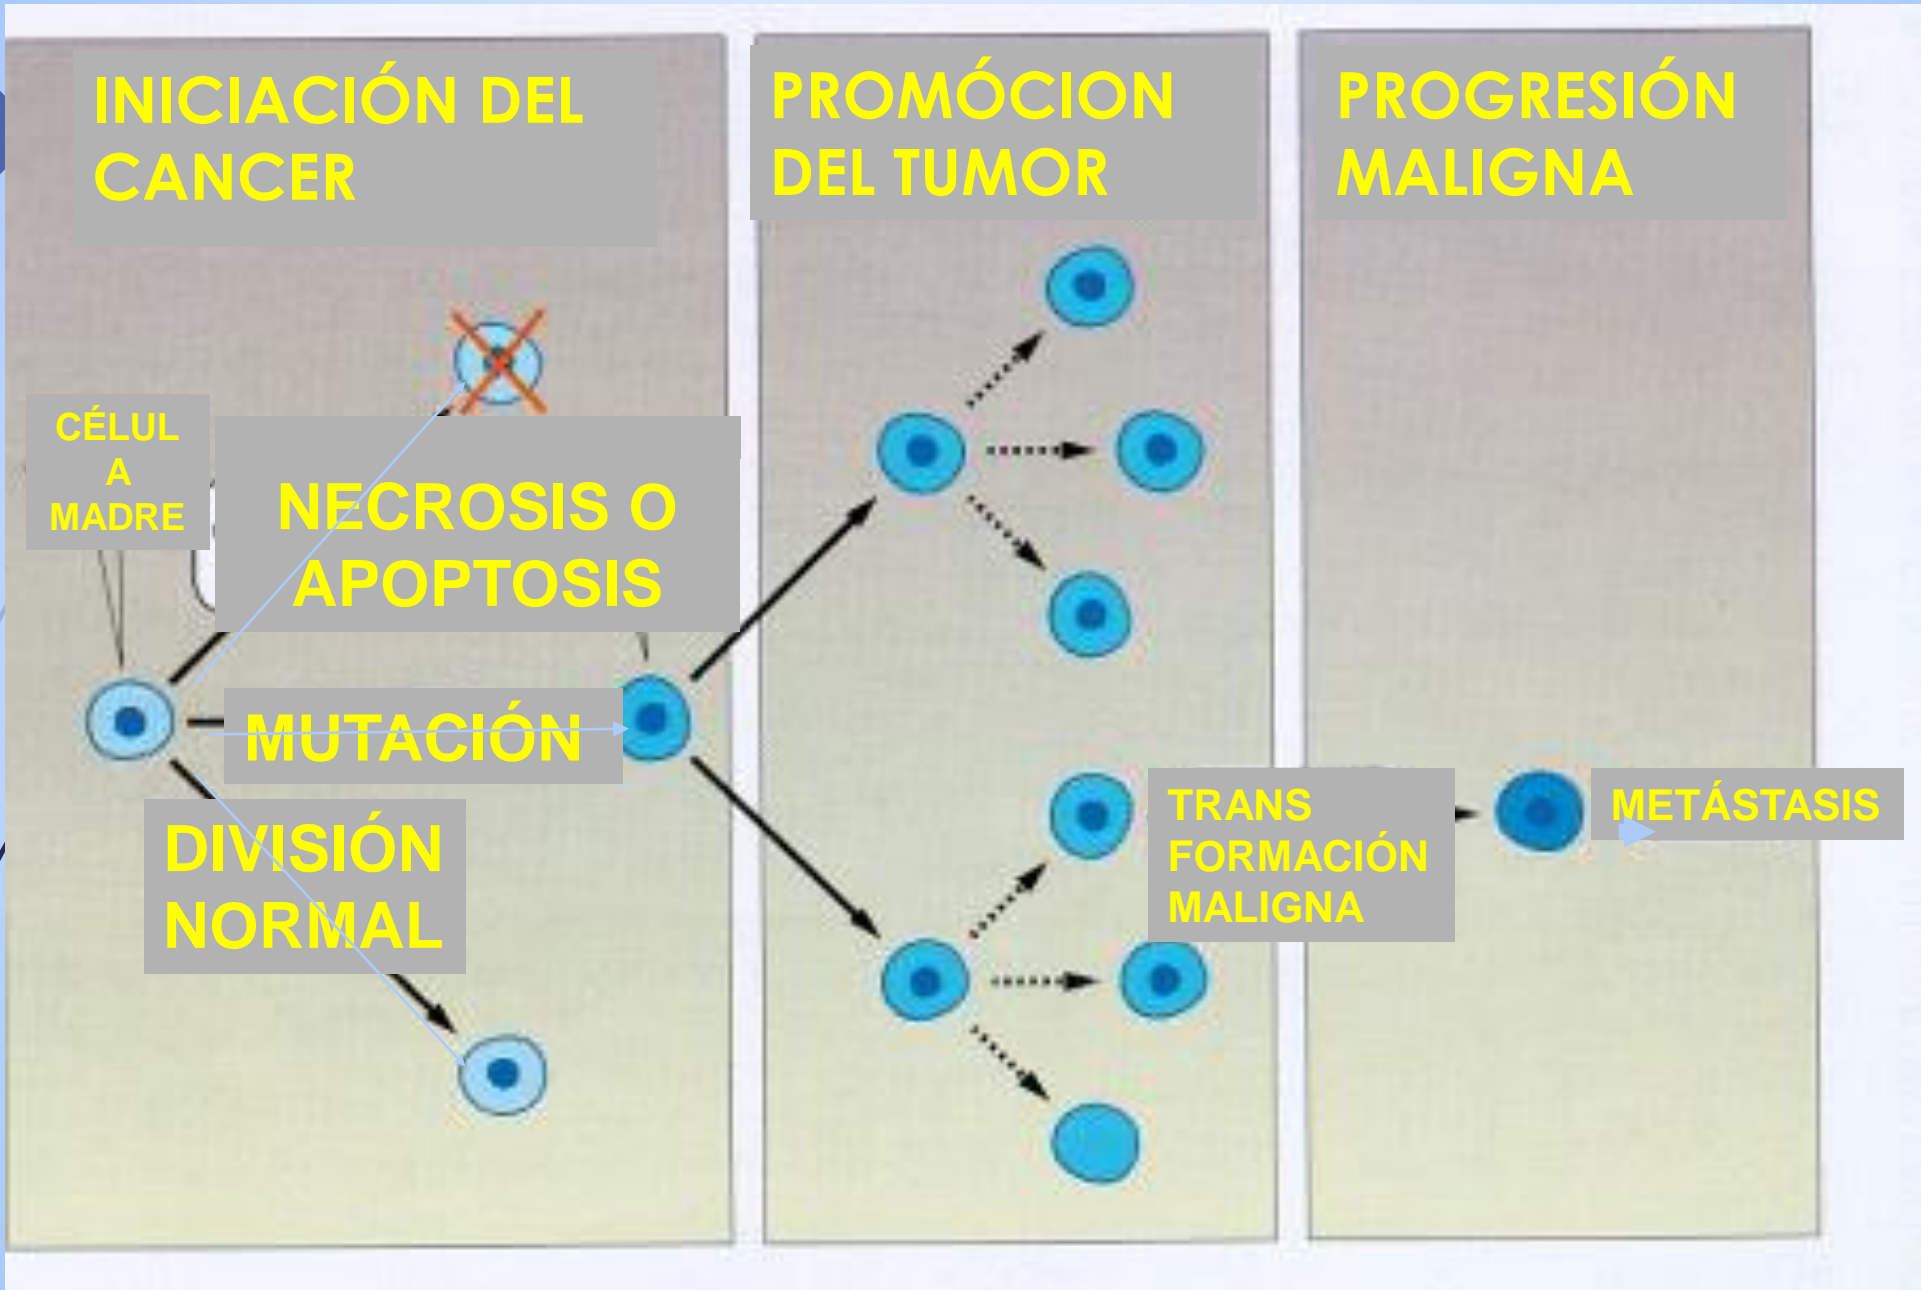 INICIACIÓN DEL
CANCER
PROMÓCION
DEL TUMOR
PROGRESIÓN
MALIGNA
CÉLUL
A
MADRE
NECROSIS O
APOPTOSIS
MUTACIÓN
DIVISIÓN
NORMAL
TRANS
FORMACIÓN
MALIGNA
METÁSTASIS